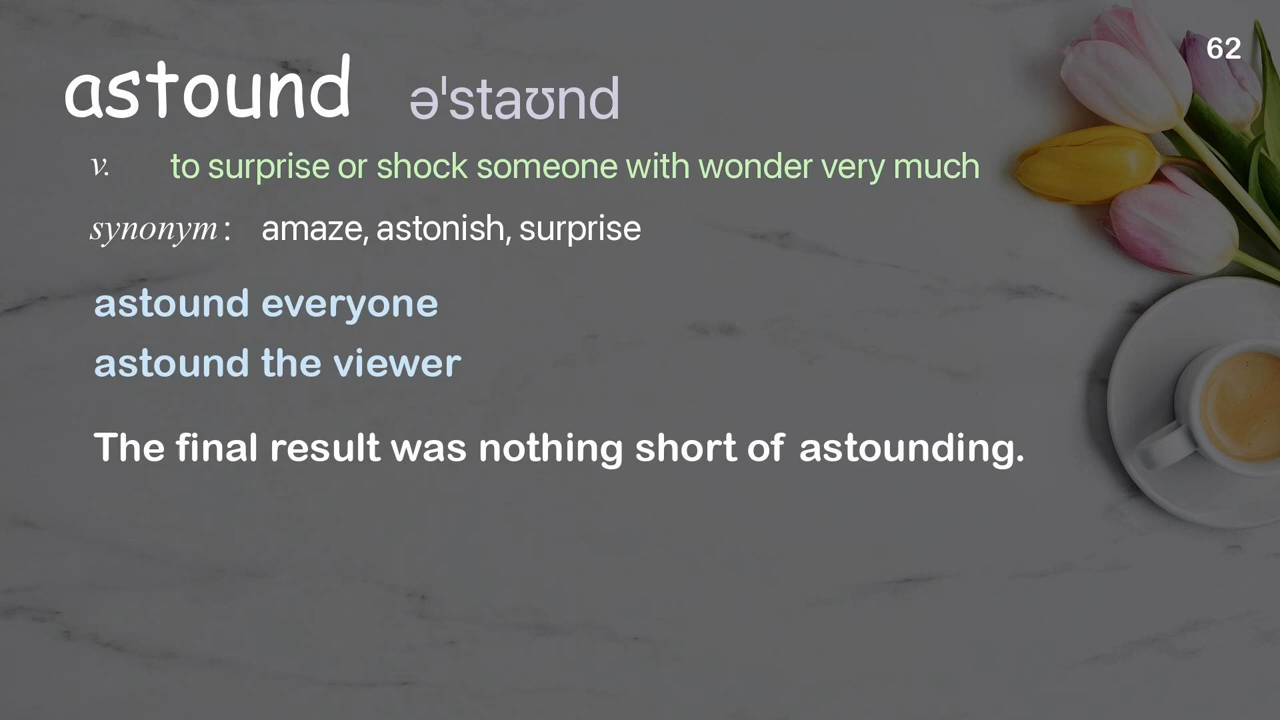 62
astound əˈstaʊnd
v. to surprise or shock someone with wonder very much
synonym : amaze, astonish, surprise
astound everyone
astound the viewer
The final result was nothing short of astounding.